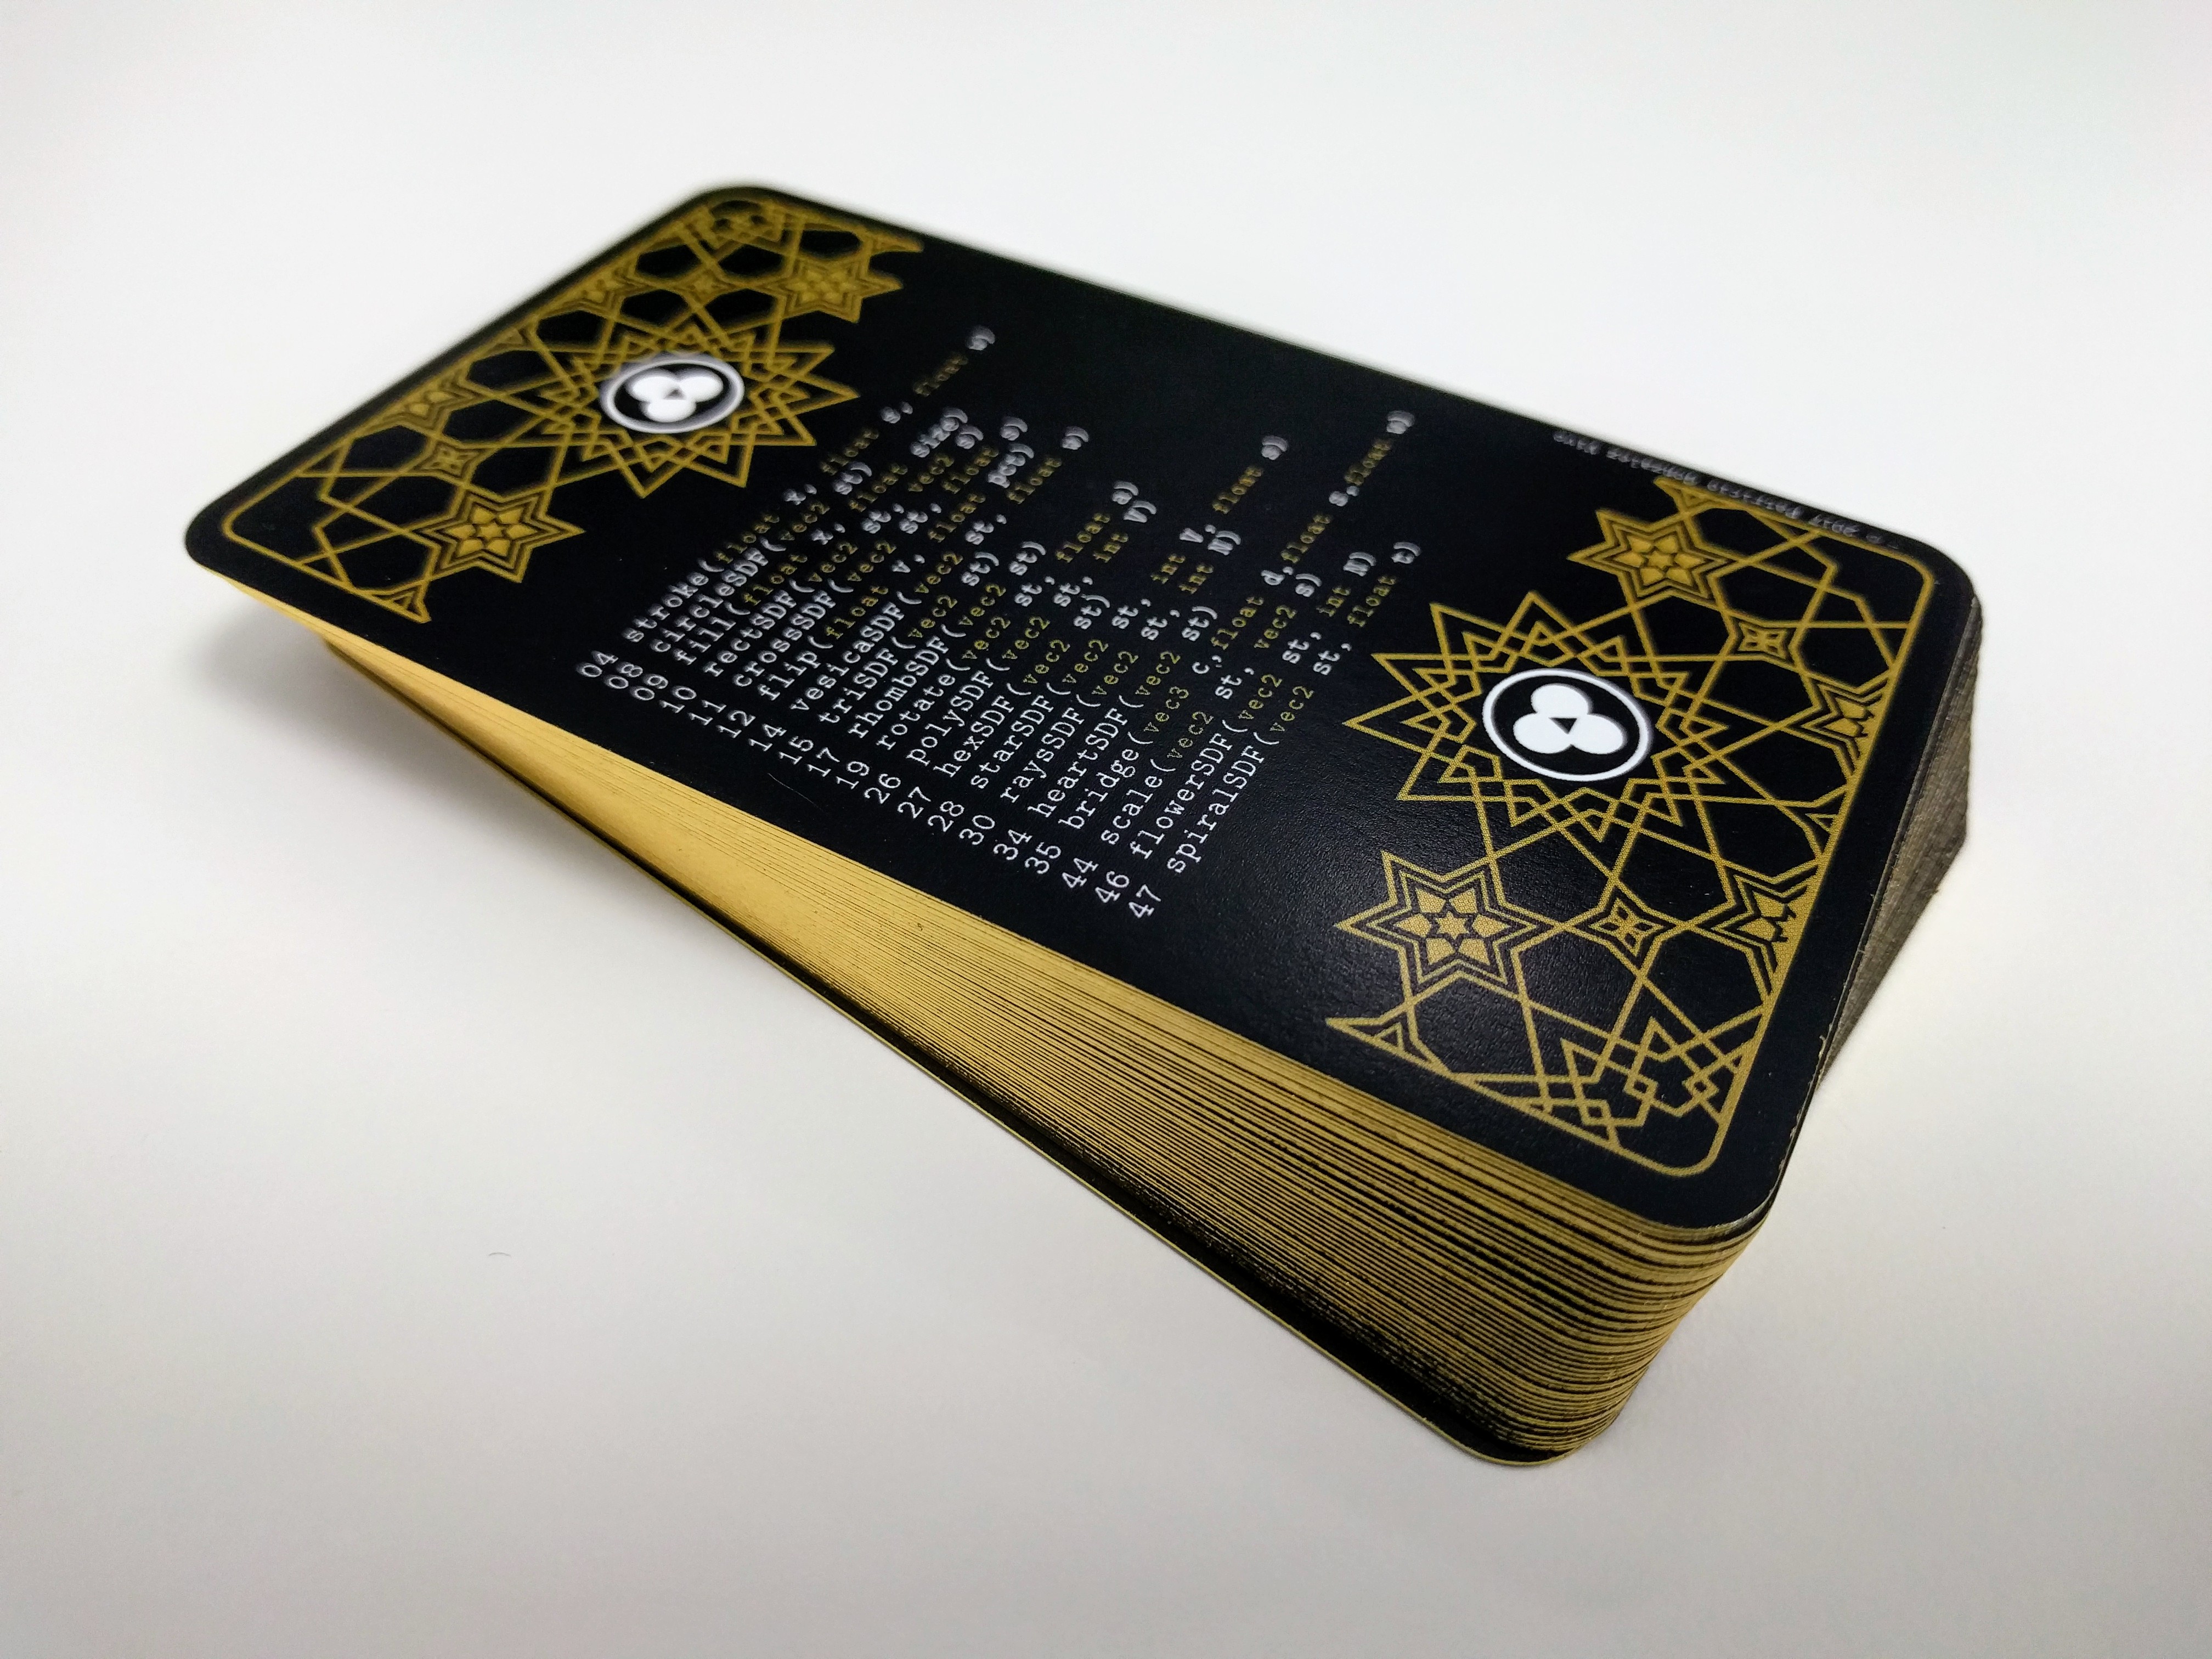 04 stroke(float x, float s, float w)
08 circleSDF(vec2 st)
09 fill(float x, float size)
10 rectSDF(vec2 st, vec2 s)
11 crossSDF(vec2 st, float s)
12 flip(float v, float pct)
14 vesicaSDF(vec2 st, float w)
15 triSDF(vec2 st)
17 rhombSDF(vec2 st)
19 rotate(vec2 st, float a)
26 polySDF(vec2 st, int V)
27 hexSDF(vec2 st)
28 starSDF(vec2 st, int V, float s)
30 raysSDF(vec2 st, int N)
34 heartSDF(vec2 st)
35 bridge(vec3 c,float d,float s,float w)
44 scale(vec2 st, vec2 s)
46 flowerSDF(vec2 st, int N)
47 spiralSDF(vec2 st, float t)